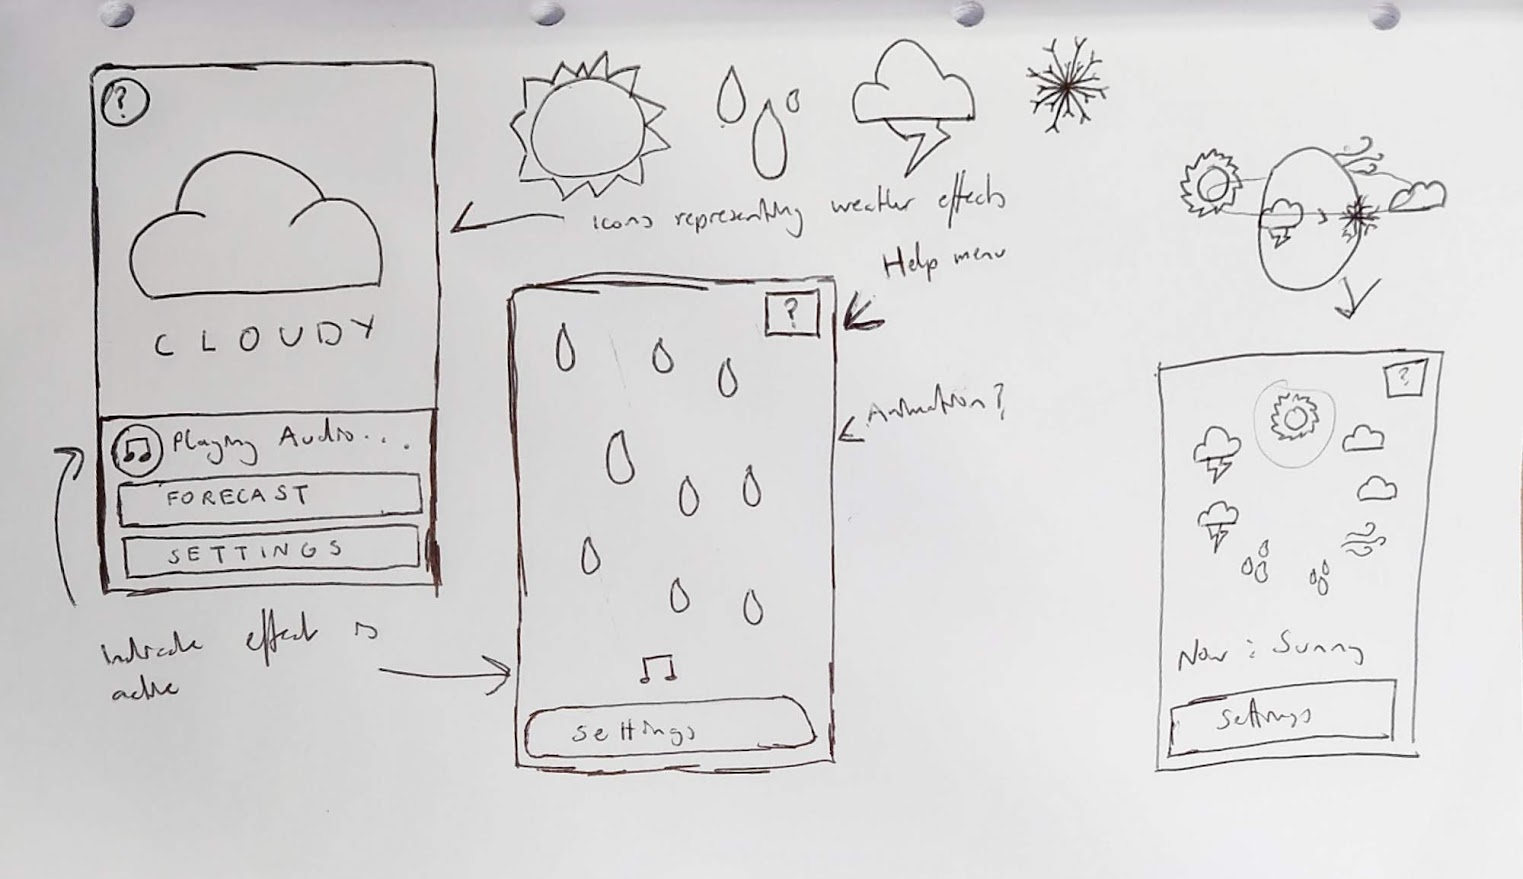 ?
CLOUDY
Playing Audio...
FORECAST
SETTINGS
Indicate effect is
active
icons representing weather effects
Help menu
?
Animation?
settings
?
Now : Sunny
Settings